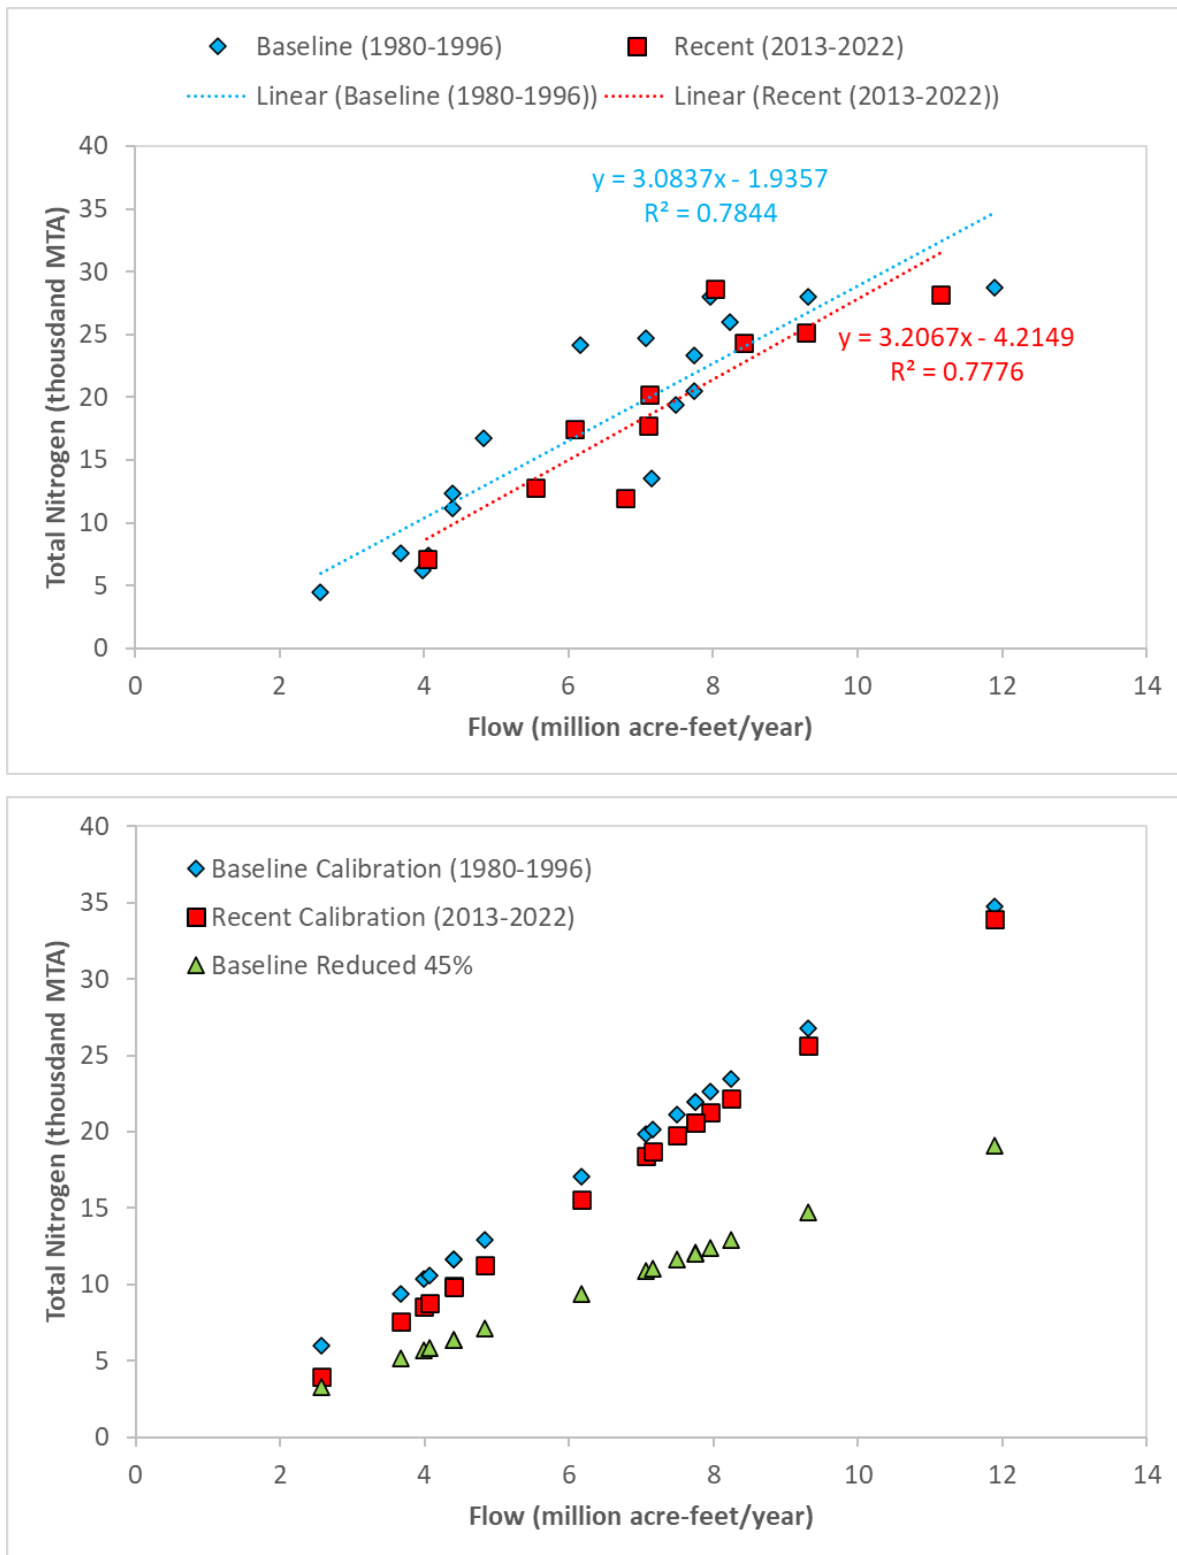 Baseline (1980-1996) Recent (2013-2022)
Linear (Baseline (1980-1996)) Linear (Recent (2013-2022))
40
35
30
25
20
15
10
5
0
Total Nitrogen (thousdand MTA)
y = 3.0837x - 1.9357
R² = 0.7844
y = 3.2067x - 4.2149
R² = 0.7776
0 2 4 6 8 10 12 14
Flow (million acre-feet/year)
40
35
30
25
20
15
10
5
0
Total Nitrogen (thousdand MTA)
Baseline Calibration (1980-1996)
Recent Calibration (2013-2022)
Baseline Reduced 45%
0 2 4 6 8 10 12 14
Flow (million acre-feet/year)